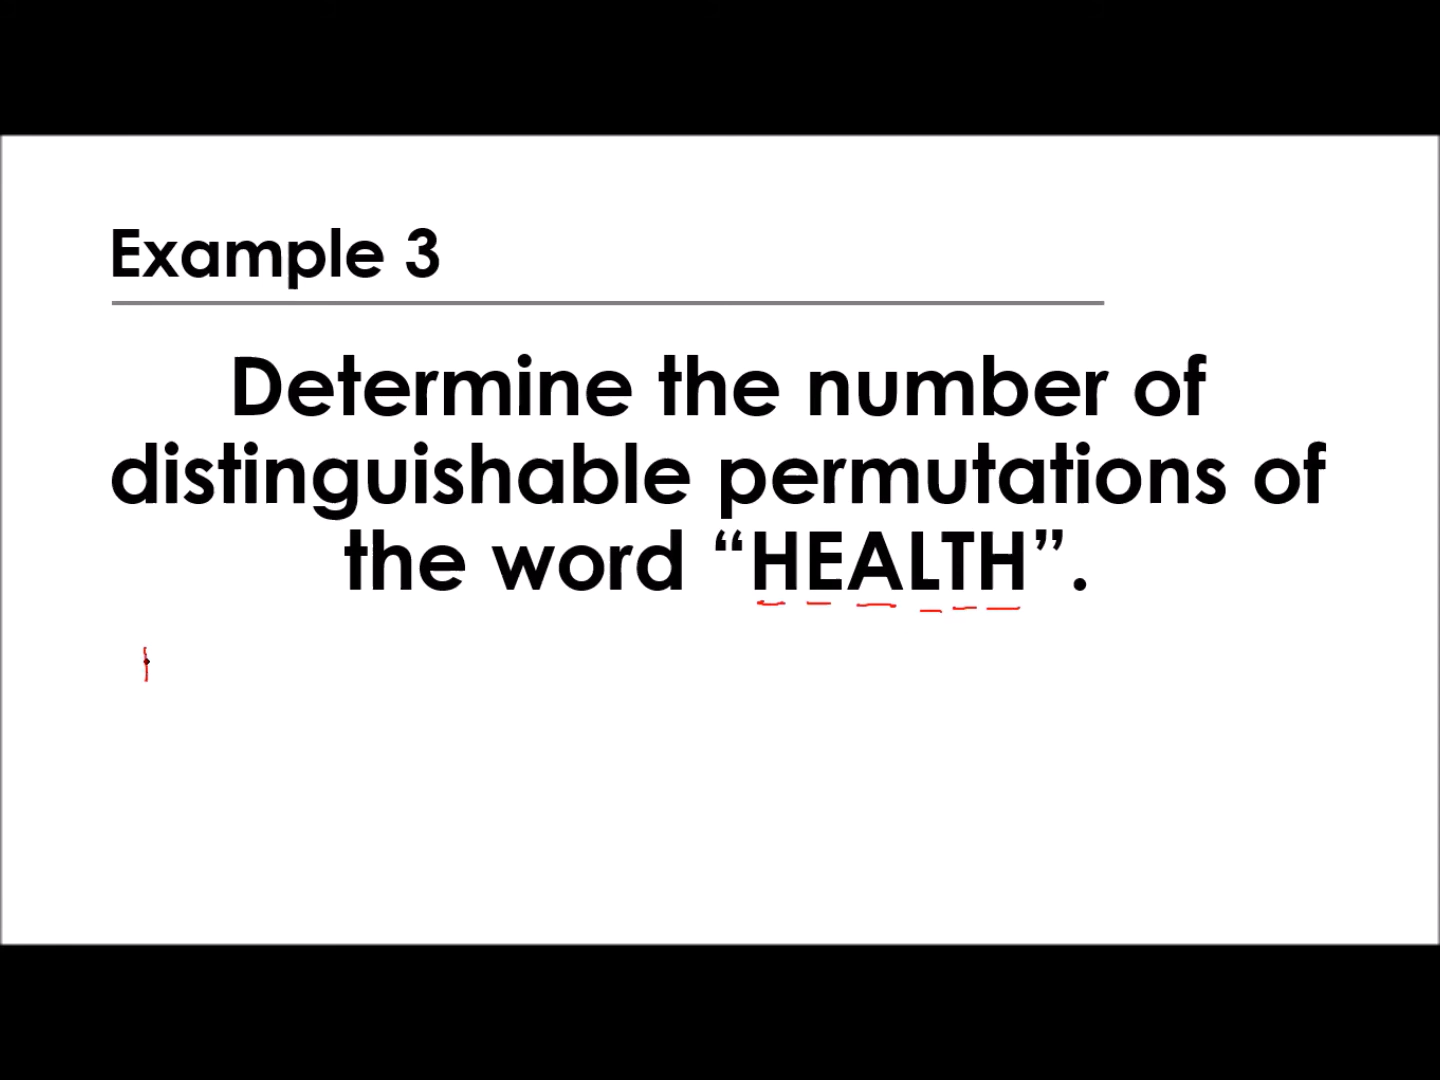 Example 3
Determine the number of
distinguishable permutations of
the word “HEALTH”.